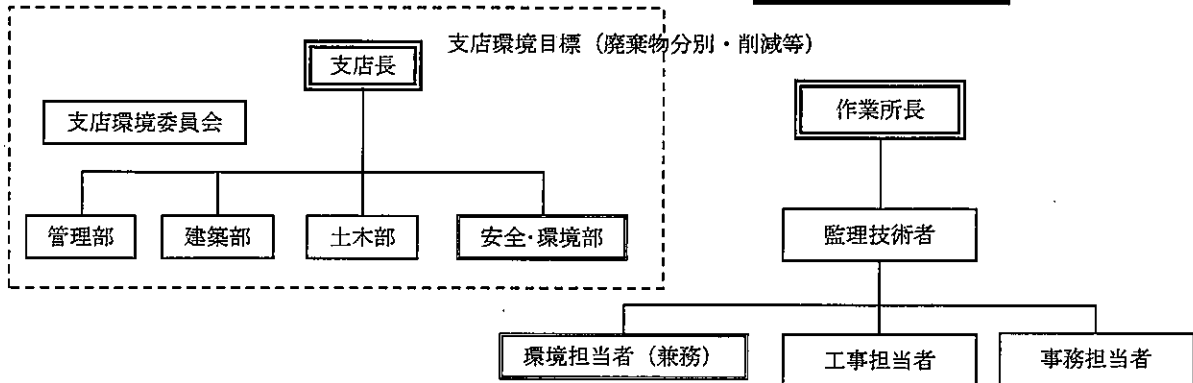 支店環境目標（廃棄物分別・削減等）
支店長
支店環境委員会
管理部
建築部
土木部
安全・環境部
作業所長
監理技術者
環境担当者（兼務）
工事担当者
事務担当者